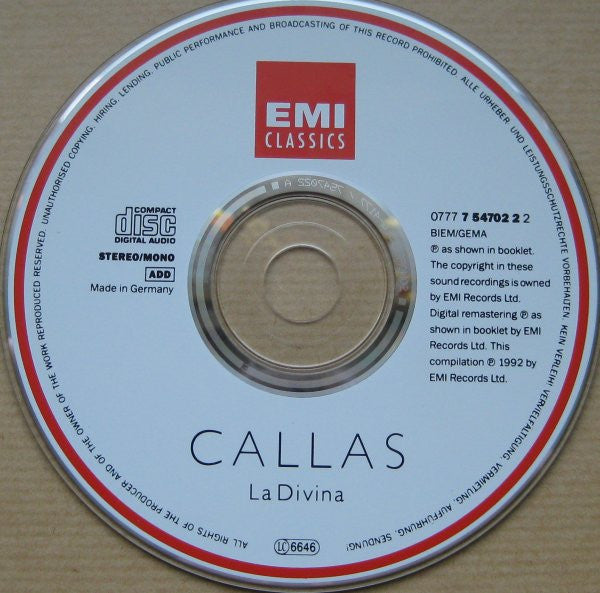 ALL RIGHTS OF THE PRODUCER AND OF THE OWNER OF THE WORK REPRODUCED RESERVED. UNAUTHORISED COPYING, HIRING, LENDING, PUBLIC PERFORMANCE AND BROADCASTING OF THIS RECORD PROHIBITED. ALLE URHEBER- UND LEISTUNGSSCHUTZRECHTE VORBEHALTEN. KEIN VERLEIH! VERVIELFÄLTIGUNG, VERMIETUNG, AUFFÜHRUNG, SENDUNG!
EMI
CLASSICS
COMPACT
disc
DIGITAL AUDIO
STEREO/MONO
ADD
Made in Germany
0777 7 54702 2 2
BIEM/GEMA
℗ as shown in booklet.
The copyright in these
sound recordings is owned
by EMI Records Ltd.
Digital remastering ℗ as
shown in booklet by EMI
Records Ltd. This
compilation ℗ 1992 by
EMI Records Ltd.
CALLAS
La Divina
LC 6646